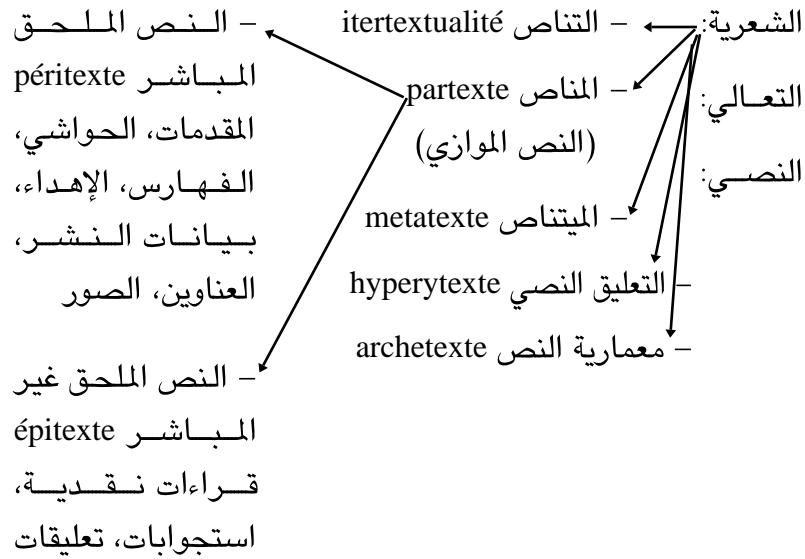 الشعرية:
التعالي:
النصي:
– التناص itertextualité
– المناص partexte
(النص الموازي)
– الميتناص metatexte
– التعليق النصي hyperytexte
– معمارية النص archetexte
– النص الملحق
المباشر péritexte
المقدمات، الحواشي،
الفهارس، الإهداء،
بيانات النشر،
العناوين، الصور
– النص الملحق غير
المباشر épitexte
قراءات نقدية،
استجوابات، تعليقات